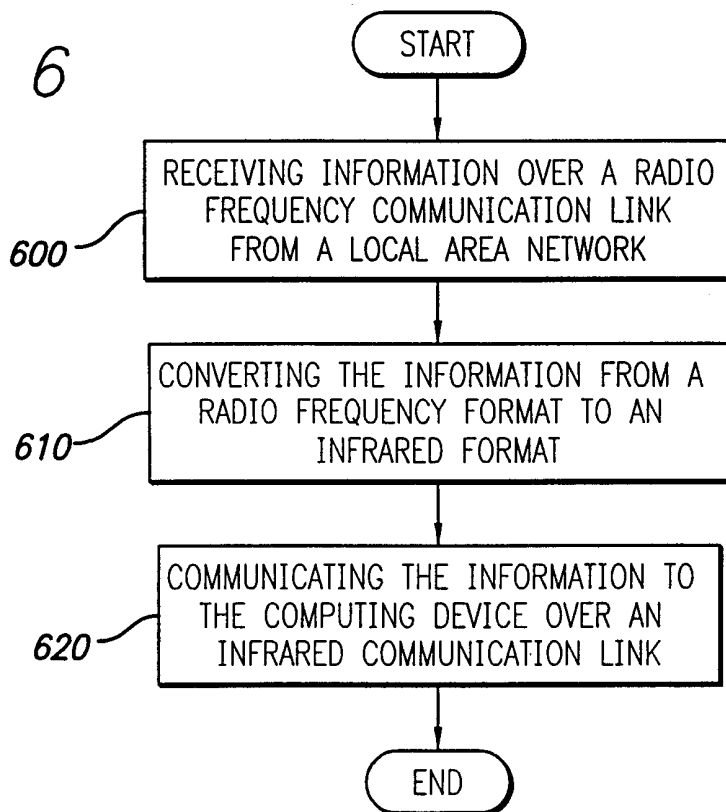 6
START
RECEIVING INFORMATION OVER A RADIO
FREQUENCY COMMUNICATION LINK
FROM A LOCAL AREA NETWORK
600
CONVERTING THE INFORMATION FROM A
RADIO FREQUENCY FORMAT TO AN
INFRARED FORMAT
610
COMMUNICATING THE INFORMATION TO
THE COMPUTING DEVICE OVER AN
INFRARED COMMUNICATION LINK
620
END